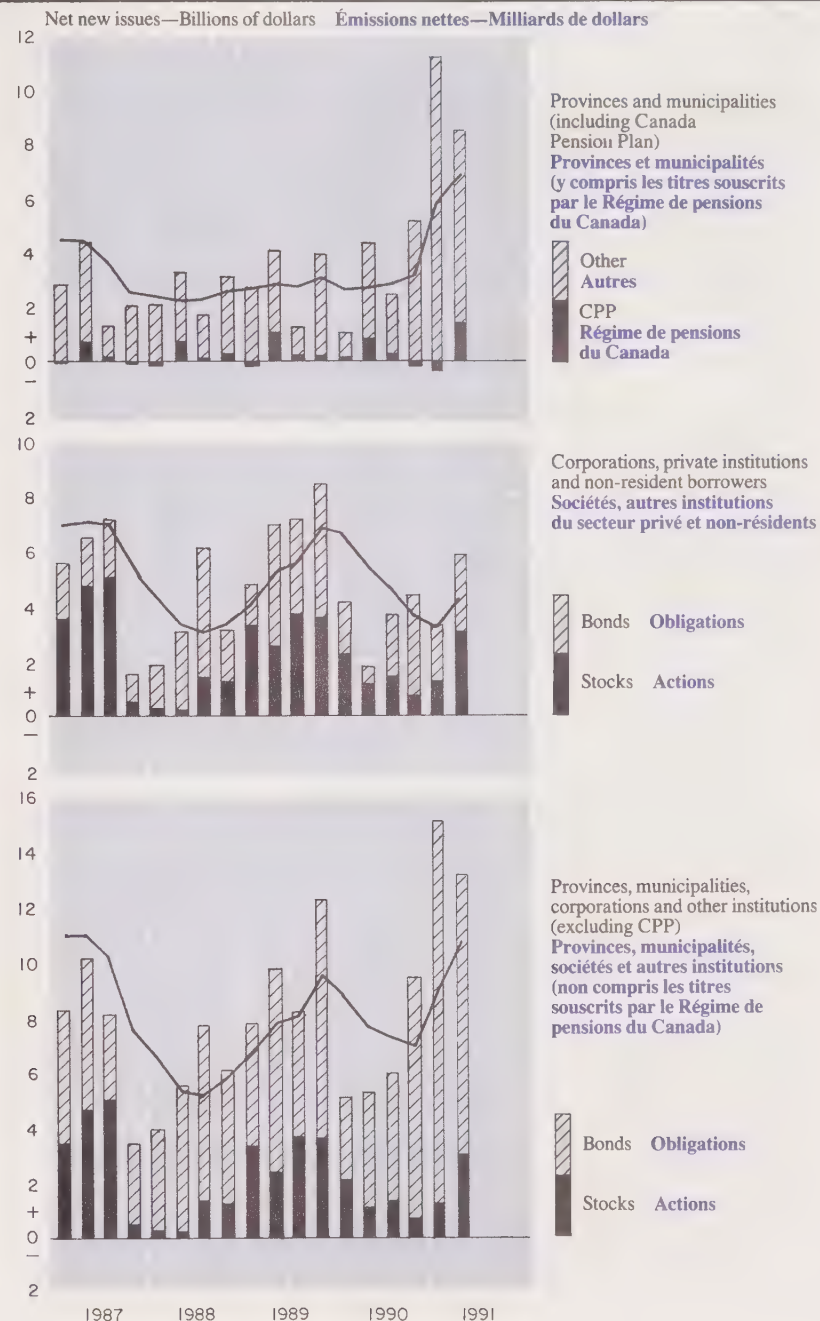 Net new issues—Billions of dollars Émissions nettes—Milliards de dollars
12
10
8
6
4
2
+
0
—
2
Provinces and municipalities
(including Canada
Pension Plan)
Provinces et municipalités
(y compris les titres souscrits
par le Régime de pensions
du Canada)
Other
Autres
CPP
Régime de pensions
du Canada
10
8
6
4
2
+
0
—
2
Corporations, private institutions
and non-resident borrowers
Sociétés, autres institutions
du secteur privé et non-résidents
Bonds Obligations
Stocks Actions
16
14
12
10
8
6
4
2
+
0
—
2
Provinces, municipalities,
corporations and other institutions
(excluding CPP)
Provinces, municipalités,
sociétés et autres institutions
(non compris les titres
souscrits par le Régime de
pensions du Canada)
Bonds Obligations
Stocks Actions
1987 1988 1989 1990 1991